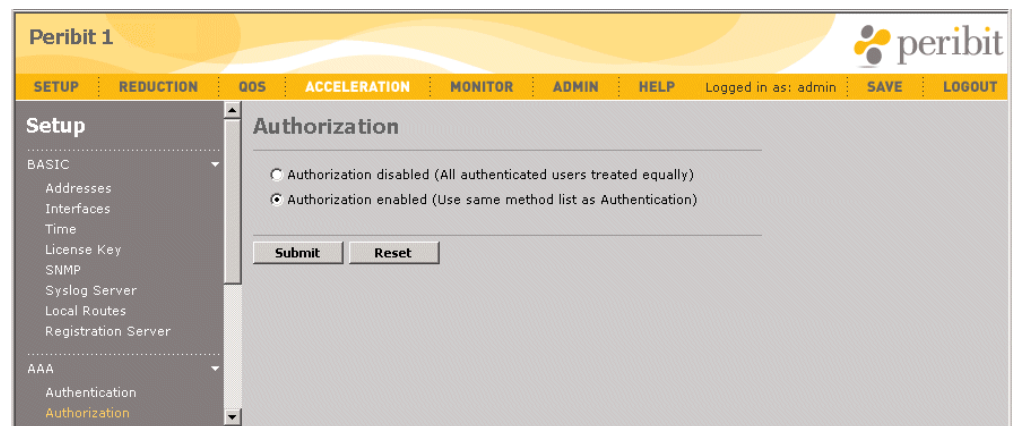 Peribit 1
peribit
SETUP REDUCTION QOS ACCELERATION MONITOR ADMIN HELP Logged in as: admin SAVE LOGOUT
Setup
BASIC
Addresses
Interfaces
Time
License Key
SNMP
Syslog Server
Local Routes
Registration Server
AAA
Authentication
Authorization
Authorization
Authorization disabled (All authenticated users treated equally)
Authorization enabled (Use same method list as Authentication)
Submit Reset